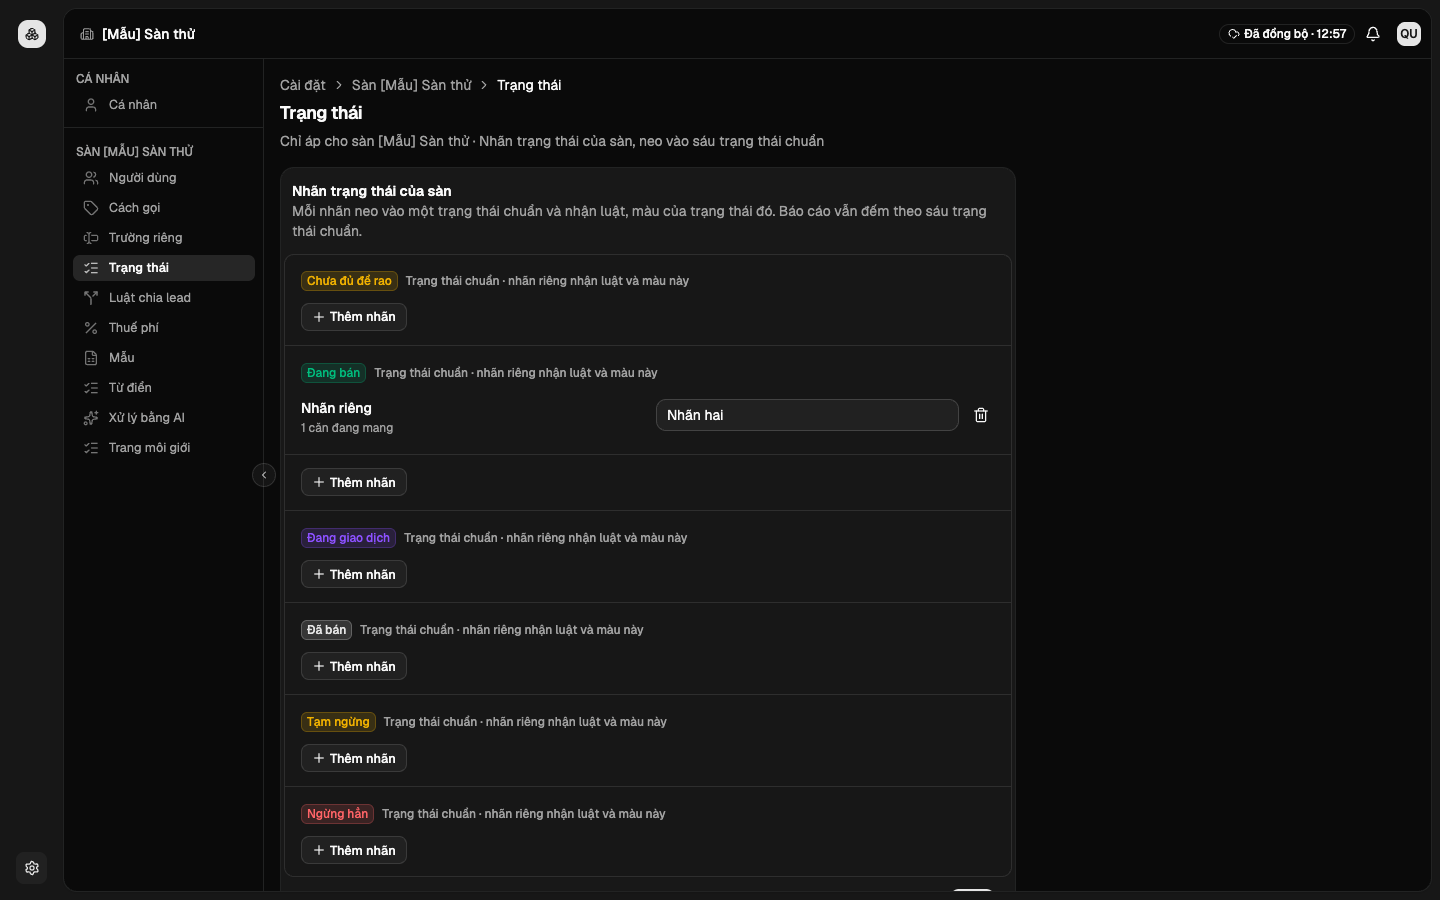 [Mẫu] Sàn thử
Đã đồng bộ · 12:57
QU
CÁ NHÂN
Cá nhân
SÀN [MẪU] SÀN THỬ
Người dùng
Cách gọi
Trường riêng
Trạng thái
Luật chia lead
Thuế phí
Mẫu
Từ điển
Xử lý bằng AI
Trang môi giới
Cài đặt > Sàn [Mẫu] Sàn thử > Trạng thái
Trạng thái
Chỉ áp cho sàn [Mẫu] Sàn thử · Nhãn trạng thái của sàn, neo vào sáu trạng thái chuẩn
Nhãn trạng thái của sàn
Mỗi nhãn neo vào một trạng thái chuẩn và nhận luật, màu của trạng thái đó. Báo cáo vẫn đếm theo sáu trạng
thái chuẩn.
Chưa đủ để rao Trạng thái chuẩn · nhãn riêng nhận luật và màu này
+ Thêm nhãn
Đang bán Trạng thái chuẩn · nhãn riêng nhận luật và màu này
Nhãn riêng
1 căn đang mang
Nhãn hai
+ Thêm nhãn
Đang giao dịch Trạng thái chuẩn · nhãn riêng nhận luật và màu này
+ Thêm nhãn
Đã bán Trạng thái chuẩn · nhãn riêng nhận luật và màu này
+ Thêm nhãn
Tạm ngừng Trạng thái chuẩn · nhãn riêng nhận luật và màu này
+ Thêm nhãn
Ngừng hẳn Trạng thái chuẩn · nhãn riêng nhận luật và màu này
+ Thêm nhãn